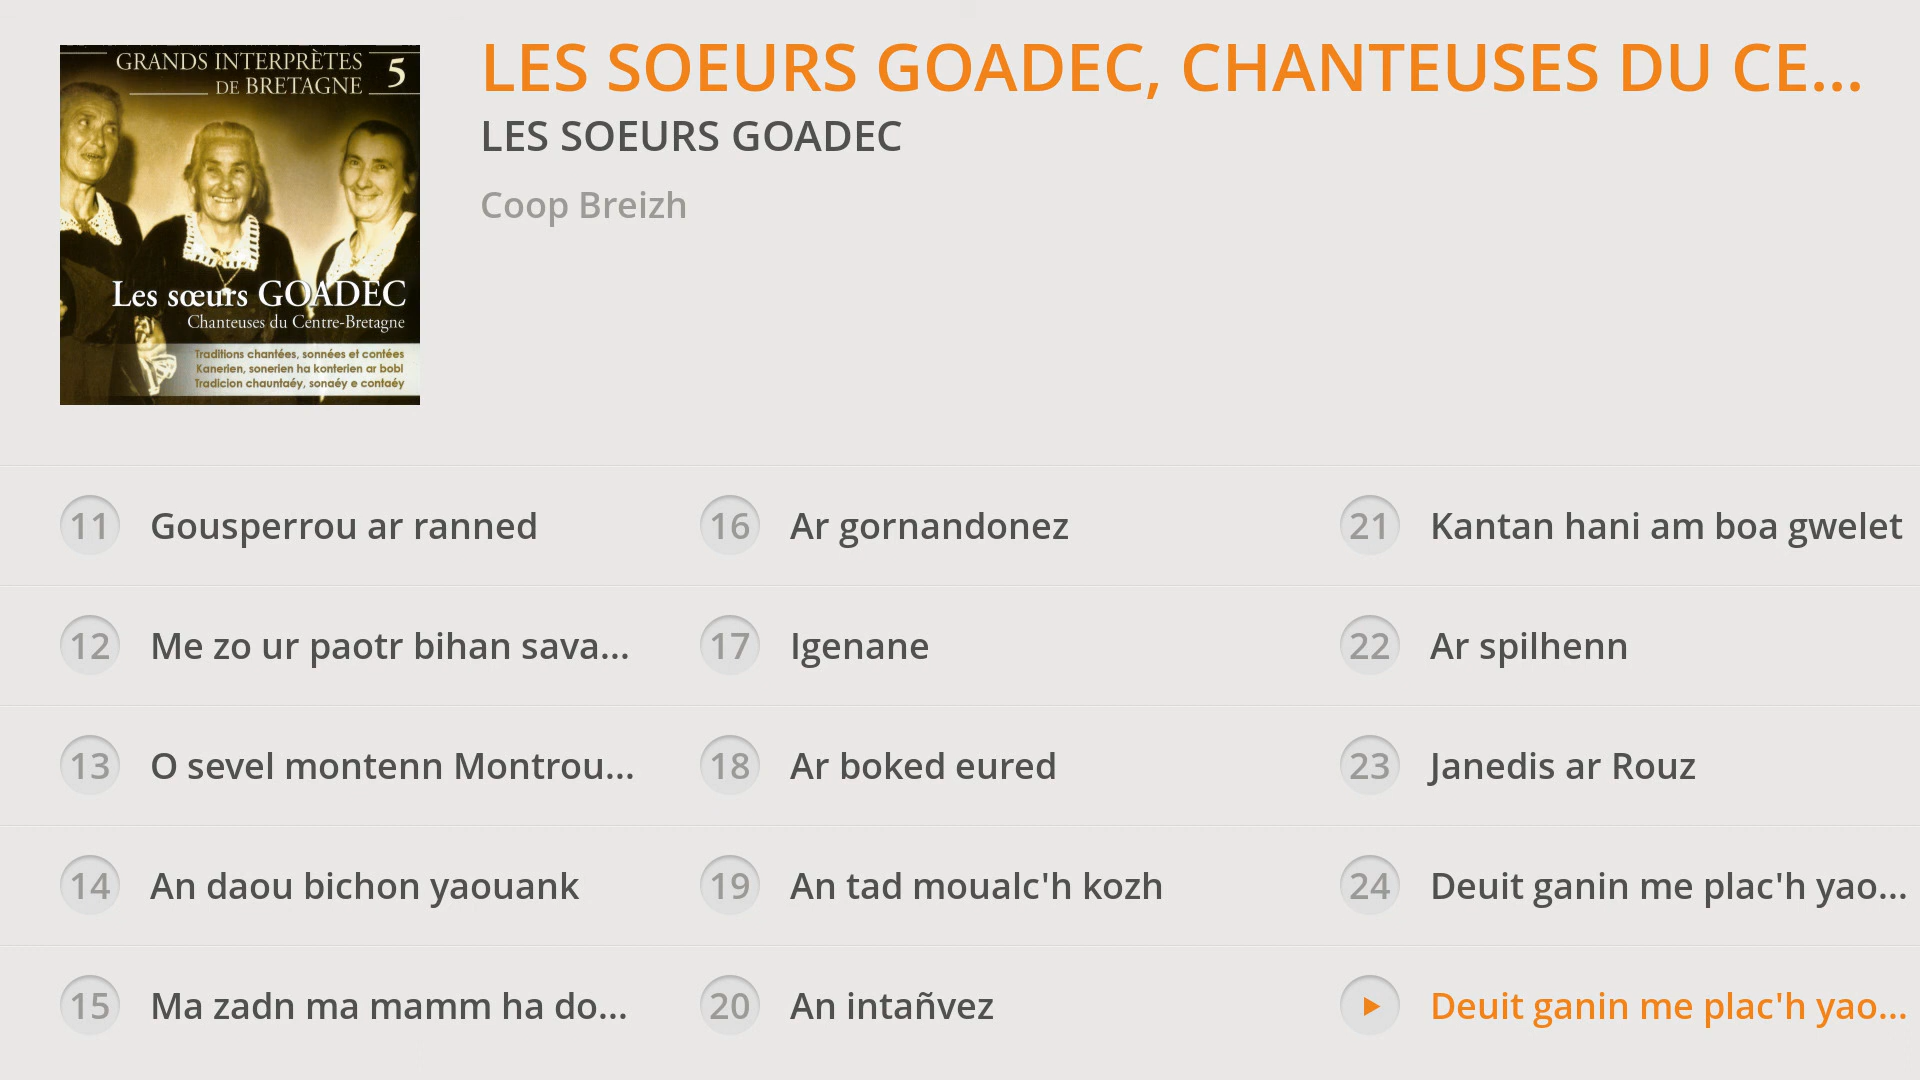 GRANDS INTERPRÈTES
DE BRETAGNE
5
Les sœurs GOADEC
Chanteuses du Centre-Bretagne
Traditions chantées, sonnées et contées
Kanerien, sonerien ha konterien ar bobl
Tradicion chauntaéy, sonaéy e contaéy
LES SOEURS GOADEC, CHANTEUSES DU CE...
LES SOEURS GOADEC
Coop Breizh
11 Gousperrou ar ranned
12 Me zo ur paotr bihan sava...
13 O sevel montenn Montrou...
14 An daou bichon yaouank
15 Ma zadn ma mamm ha do...
16 Ar gornandonez
17 Igenane
18 Ar boked eured
19 An tad moualc'h kozh
20 An intañvez
21 Kantan hani am boa gwelet
22 Ar spilhenn
23 Janedis ar Rouz
24 Deuit ganin me plac'h yao...
Deuit ganin me plac'h yao...